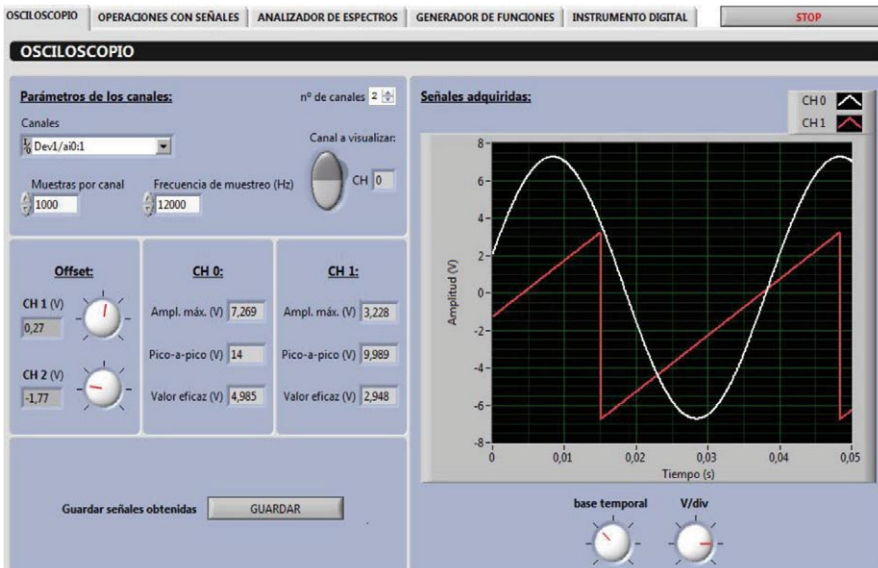 OSCILOSCOPIO
OPERACIONES CON SEÑALES
ANALIZADOR DE ESPECTROS
GENERADOR DE FUNCIONES
INSTRUMENTO DIGITAL
STOP
OSCILOSCOPIO
Parámetros de los canales:
nº de canales 2
Canales
Dev1/ai0:1
Canal a visualizar:
CH 0
Muestras por canal
1000
Frecuencia de muestreo (Hz)
12000
Offset:
CH 1 (V)
0,27
CH 2 (V)
-1,77
CH 0:
Ampl. máx. (V) 7,269
Pico-a-pico (V) 14
Valor eficaz (V) 4,985
CH 1:
Ampl. máx. (V) 3,228
Pico-a-pico (V) 9,989
Valor eficaz (V) 2,948
Guardar señales obtenidas
GUARDAR
Señales adquiridas:
CH 0
CH 1
Amplitud (V)
8
6
4
2
0
-2
-4
-6
-8
0 0,01 0,02 0,03 0,04 0,05
Tiempo (s)
base temporal
V/div